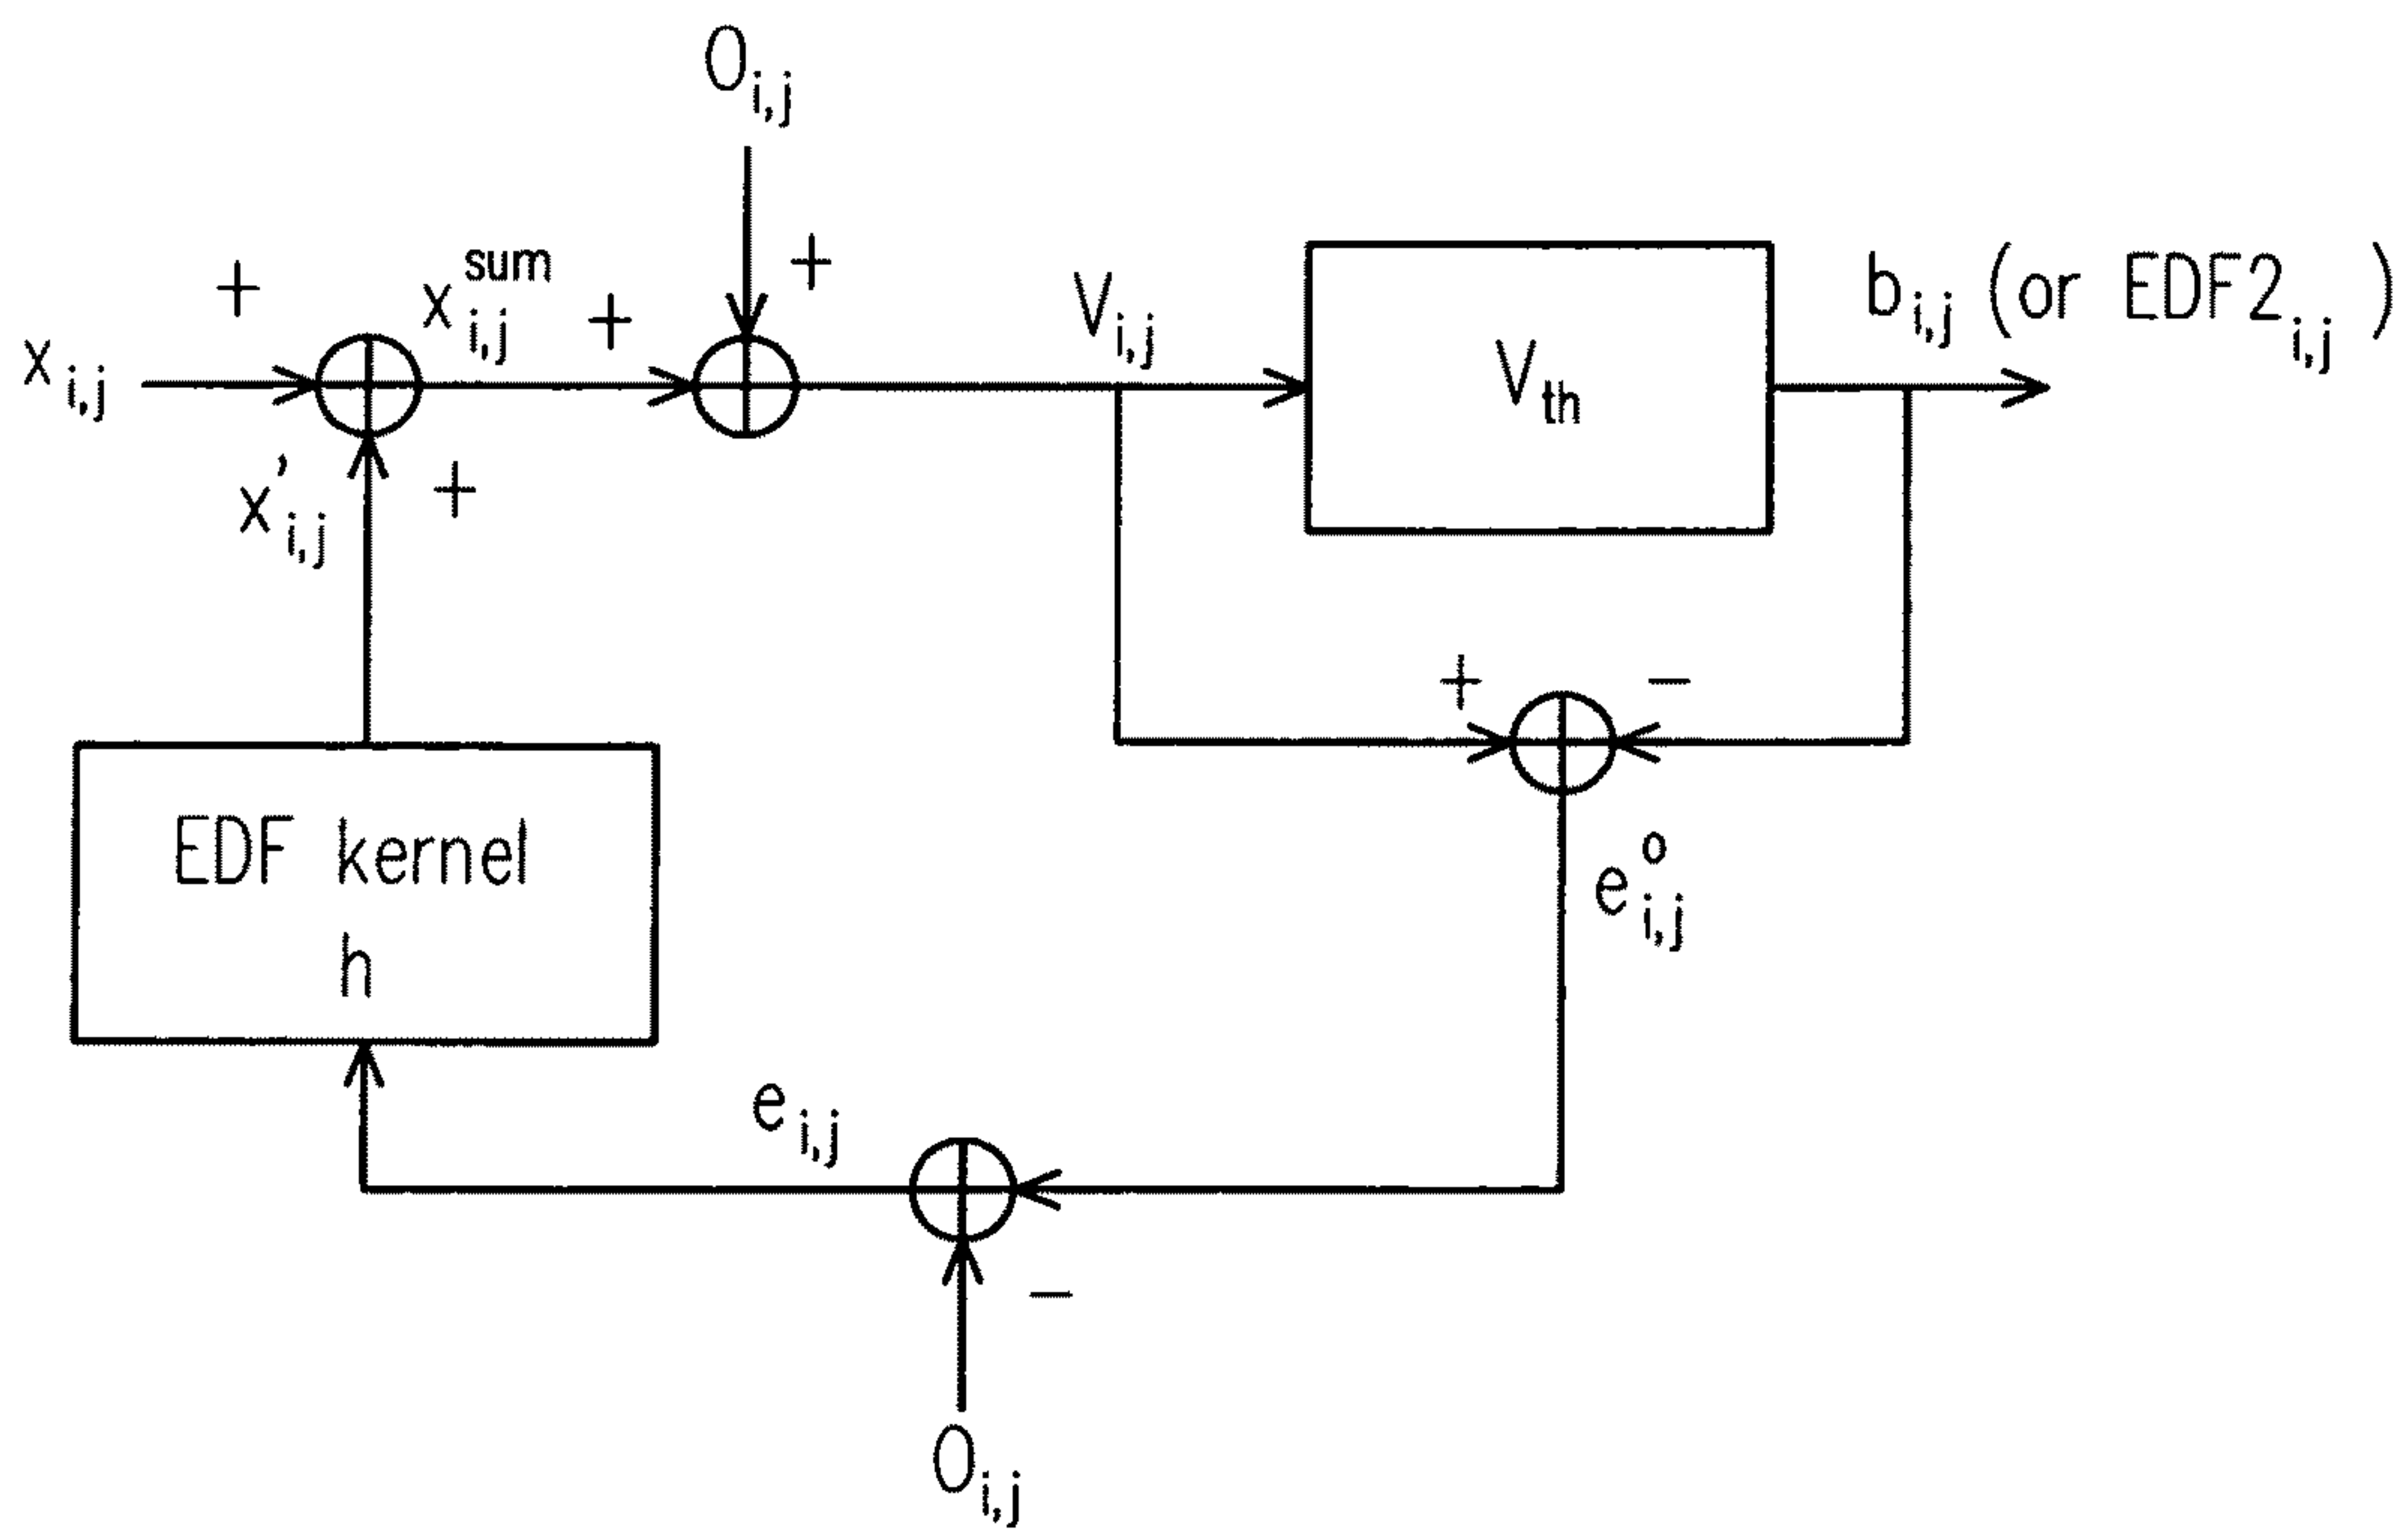 O i,j
+
+
x i,j
x i,j sum
+
V i,j
V th
b i,j (or EDF2 i,j )
x' i,j
+
+
−
EDF kernel
h
e i,j o
e i,j
−
O i,j